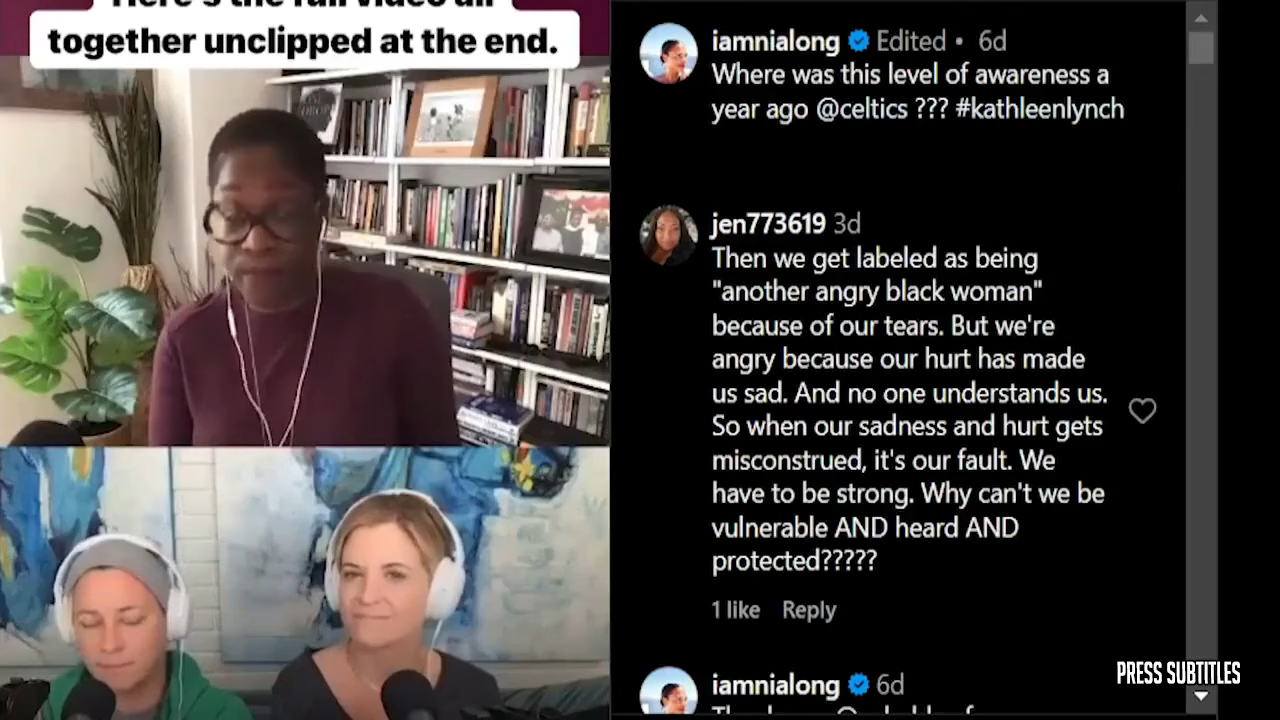 Here's the full video all
together unclipped at the end.
iamnialong Edited • 6d
Where was this level of awareness a
year ago @celtics ??? #kathleenlynch
jen773619 3d
Then we get labeled as being
"another angry black woman"
because of our tears. But we're
angry because our hurt has made
us sad. And no one understands us.
So when our sadness and hurt gets
misconstrued, it's our fault. We
have to be strong. Why can't we be
vulnerable AND heard AND
protected?????
1 like Reply
iamnialong 6d
PRESS SUBTITLES